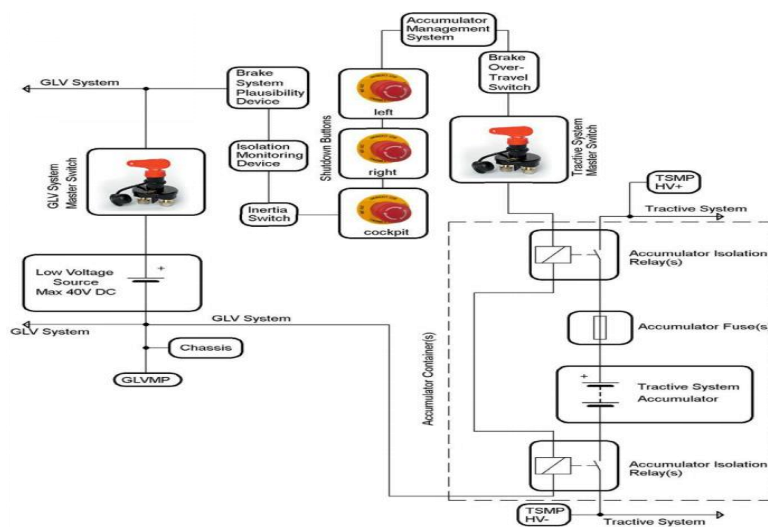 Accumulator
Management
System
GLV System
Brake
System
Plausibility
Device
Brake
Over-
Travel
Switch
left
Shutdown Buttons
Isolation
Monitoring
Device
right
GLV System
Master Switch
Tractive System
Master Switch
Inertia
Switch
cockpit
TSMP
HV+
Tractive System
Accumulator Isolation
Relay(s)
Low Voltage
Source
Max 40V DC
+
GLV System
GLV System
Accumulator Fuse(s)
Chassis
Accumulator Container(s)
GLVMP
+
Tractive System
Accumulator
Accumulator Isolation
Relay(s)
TSMP
HV-
Tractive System